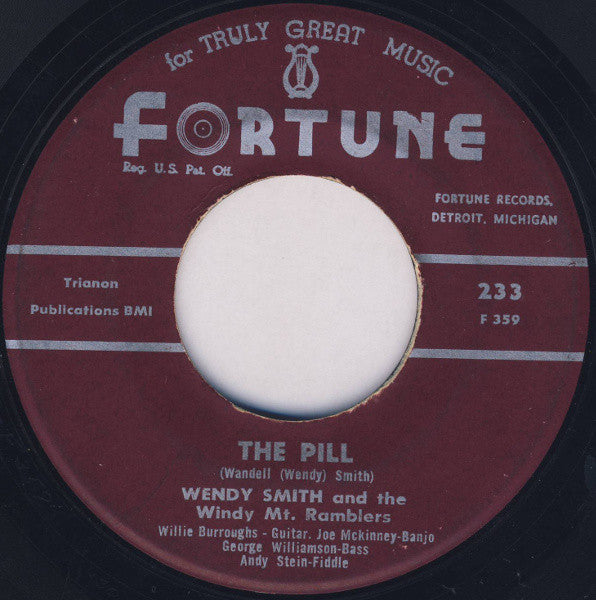 for TRULY GREAT MUSIC
FORTUNE
Reg. U.S. Pat. Off.
FORTUNE RECORDS,
DETROIT, MICHIGAN
Trianon
Publications BMI
233
F 359
THE PILL
(Wandell (Wendy) Smith)
WENDY SMITH and the
Windy Mt. Ramblers
Willie Burroughs - Guitar. Joe Mckinney-Banjo
George Williamson-Bass
Andy Stein-Fiddle